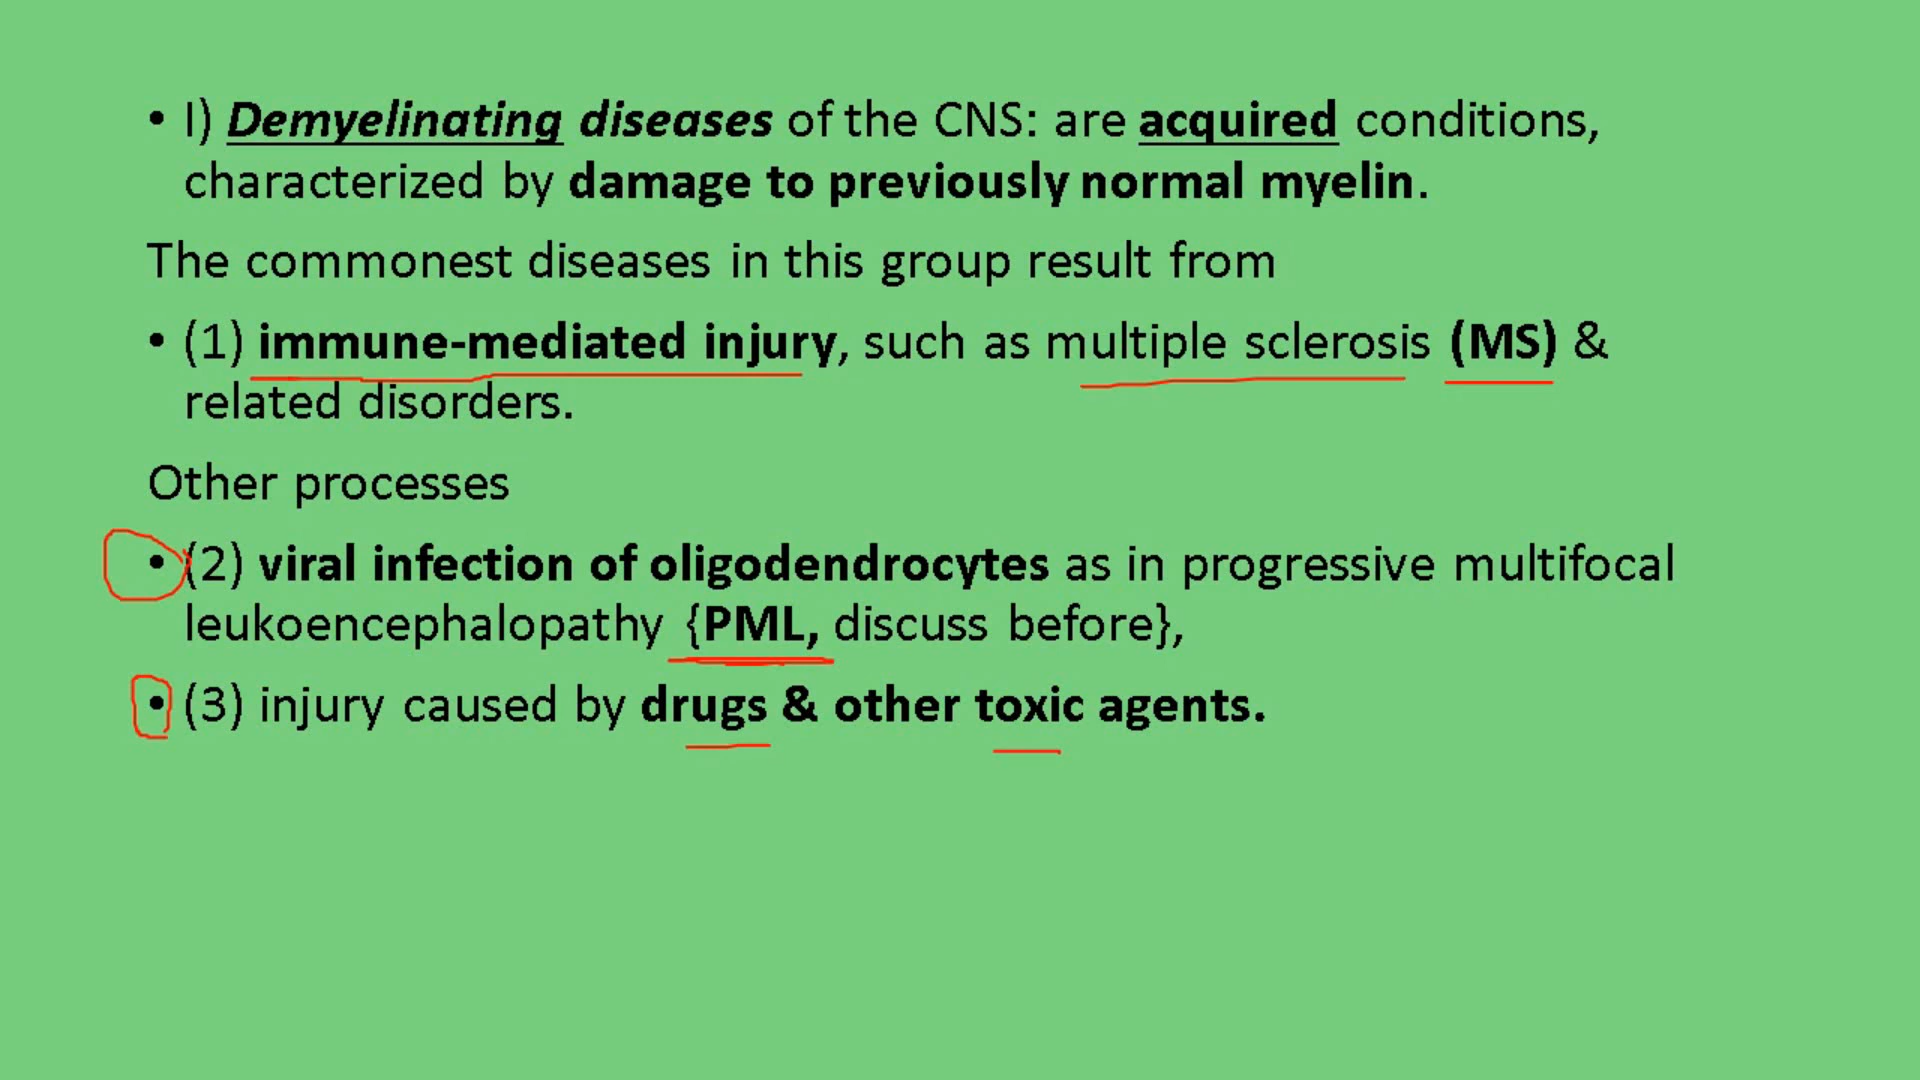 • I) Demyelinating diseases of the CNS: are acquired conditions,
characterized by damage to previously normal myelin.
The commonest diseases in this group result from
• (1) immune-mediated injury, such as multiple sclerosis (MS) &
related disorders.
Other processes
• (2) viral infection of oligodendrocytes as in progressive multifocal
leukoencephalopathy {PML, discuss before},
• (3) injury caused by drugs & other toxic agents.